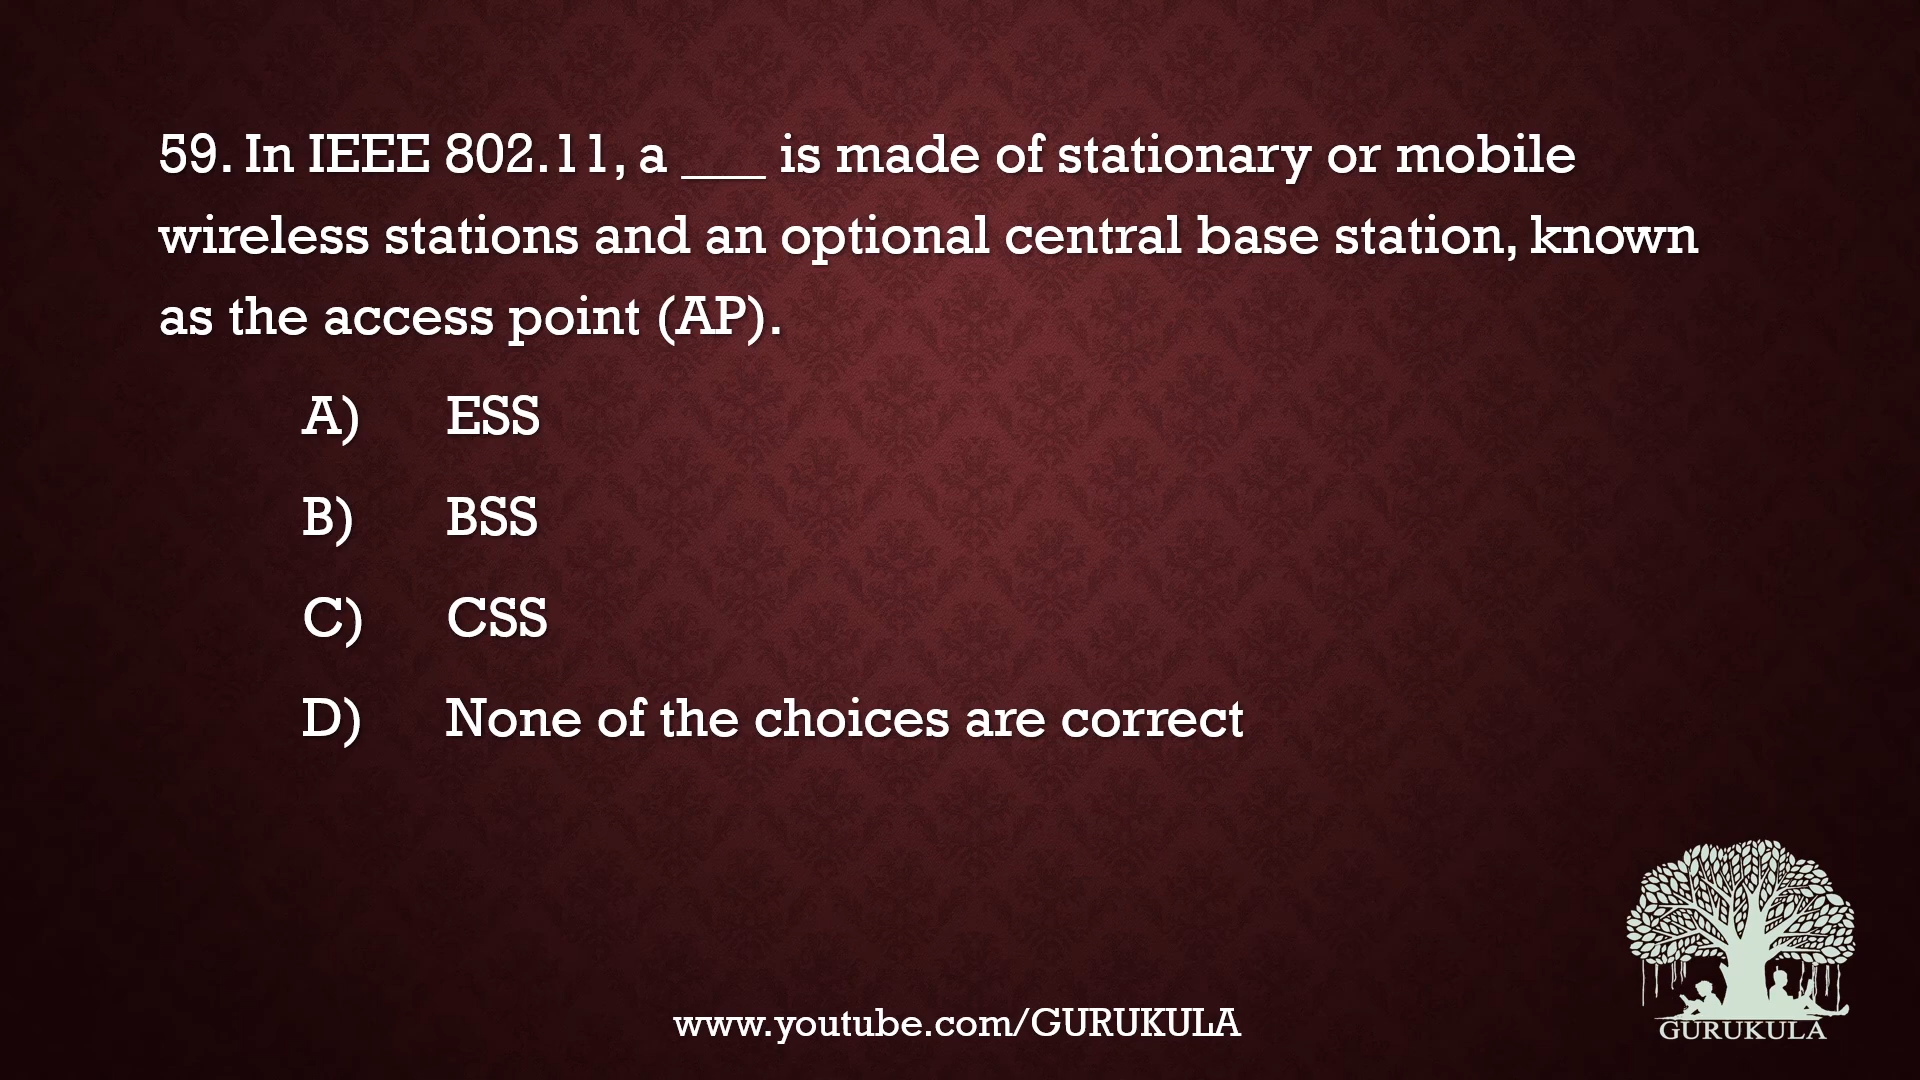 59. In IEEE 802.11, a ___ is made of stationary or mobile
wireless stations and an optional central base station, known
as the access point (AP).
A) ESS
B) BSS
C) CSS
D) None of the choices are correct
www.youtube.com/GURUKULA
GURUKULA